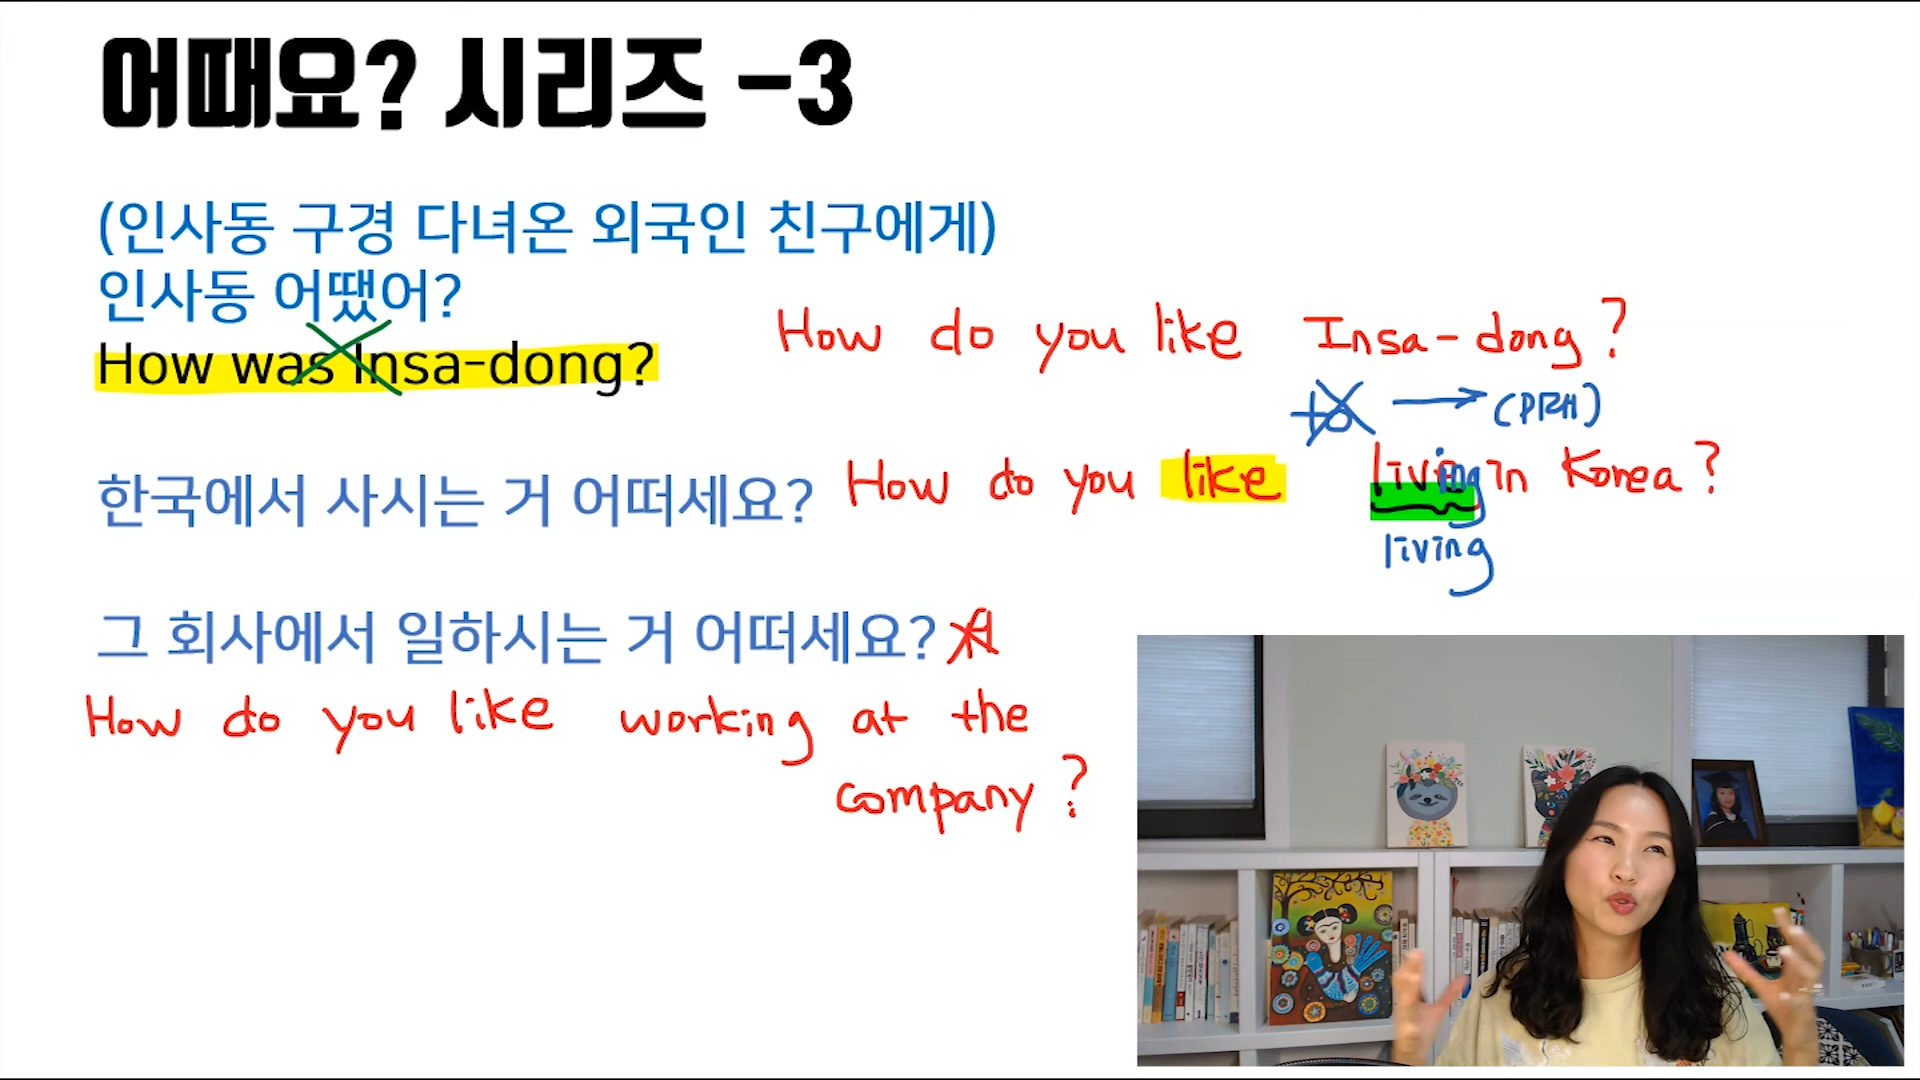 어때요? 시리즈 -3
(인사동 구경 다녀온 외국인 친구에게)
인사동 어땠어?
How was Insa-dong?
How do you like Insa-dong?
to → (미래)
한국에서 사시는 거 어떠세요?
How do you like living in Korea?
living
그 회사에서 일하시는 거 어떠세요?
How do you like working at the
company?